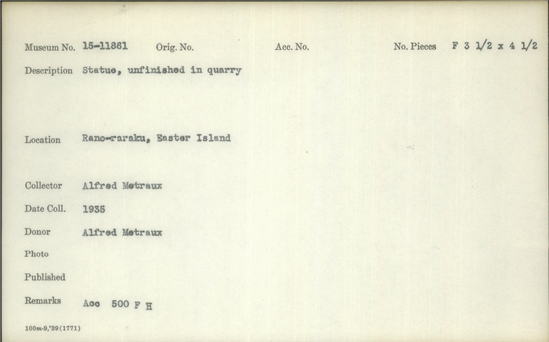 Museum No. 15-11861 Orig. No. Acc. No. No. Pieces F 3 1/2 x 4 1/2
Description Statue, unfinished in quarry
Location Rano-raraku, Easter Island
Collector Alfred Metraux
Date Coll. 1935
Donor Alfred Metraux
Photo
Published
Remarks Acc 500 F H
100m-9,'39(1771)